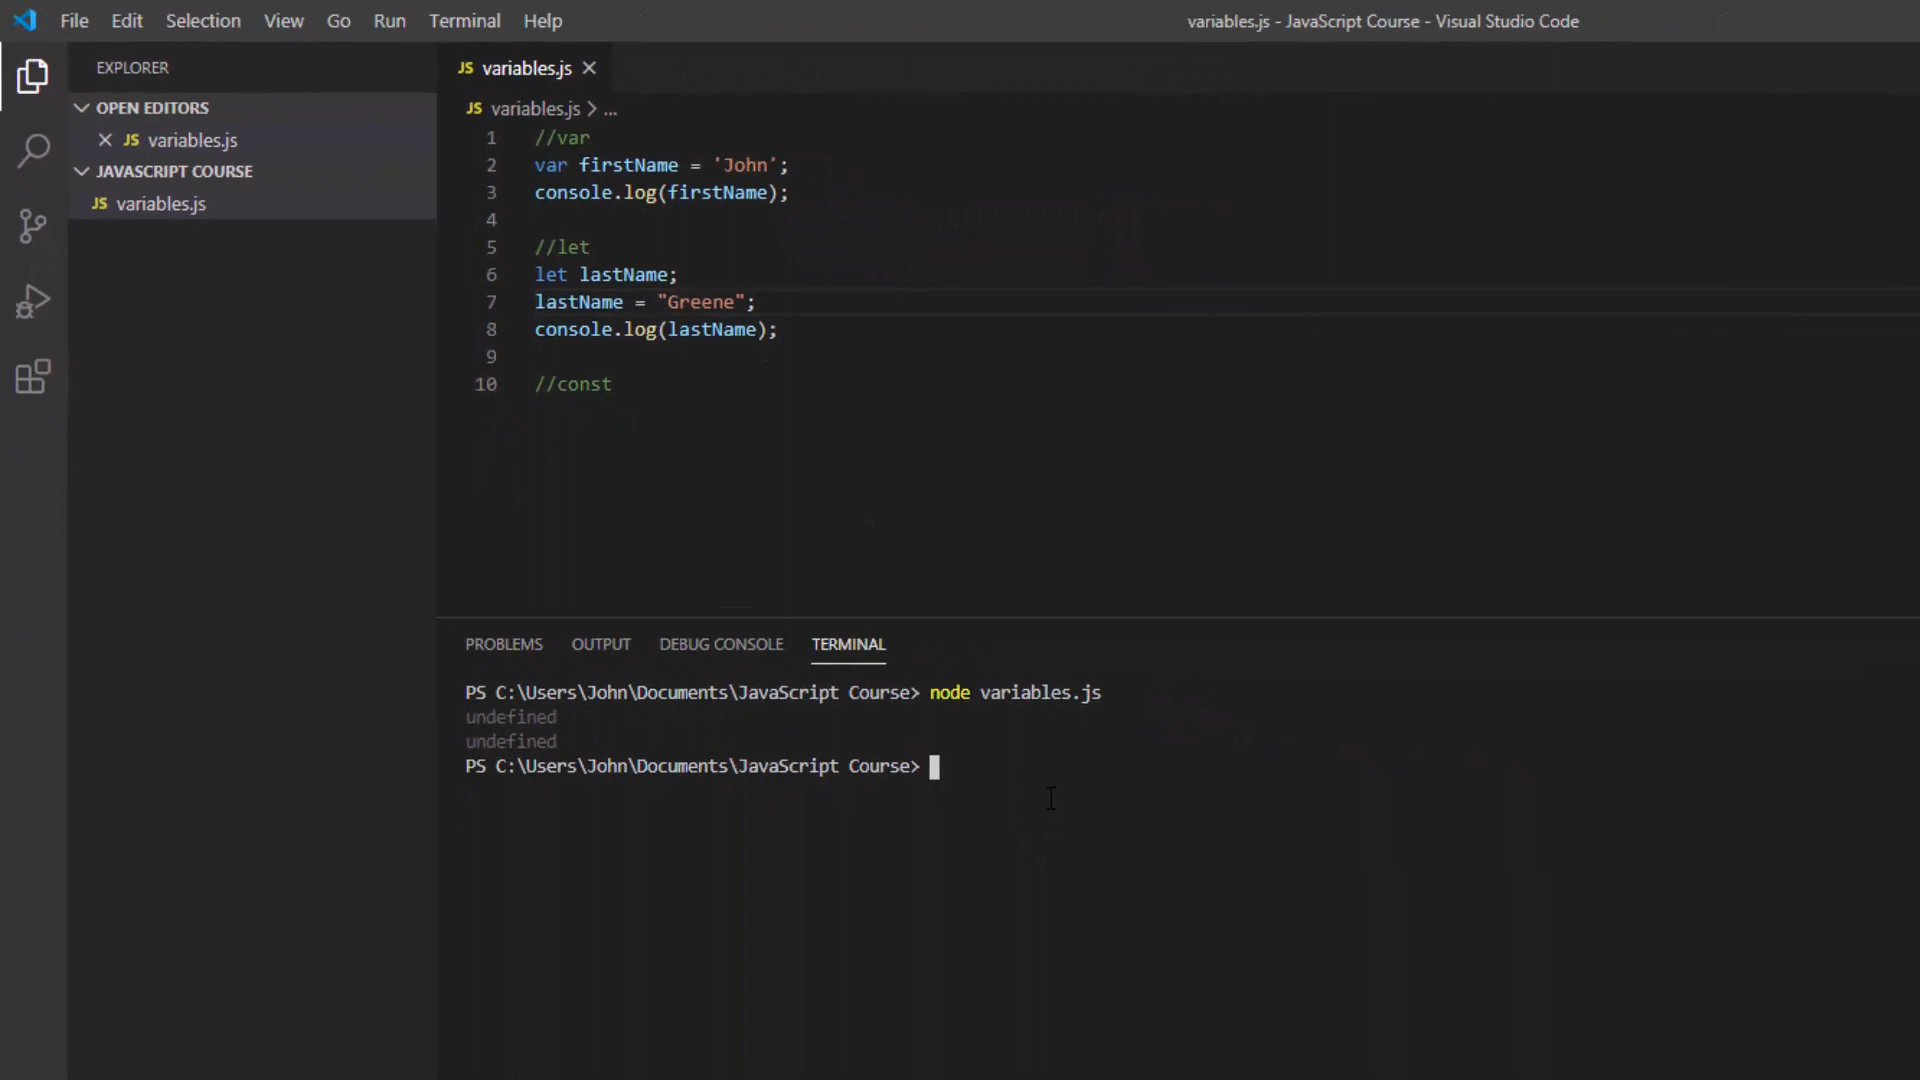 File Edit Selection View Go Run Terminal Help
variables.js - JavaScript Course - Visual Studio Code
EXPLORER
OPEN EDITORS
JS variables.js
JAVASCRIPT COURSE
JS variables.js
JS variables.js
JS variables.js > ...
1 //var
2 var firstName = 'John';
3 console.log(firstName);
4
5 //let
6 let lastName;
7 lastName = "Greene";
8 console.log(lastName);
9
10 //const
PROBLEMS OUTPUT DEBUG CONSOLE TERMINAL
PS C:\Users\John\Documents\JavaScript Course> node variables.js
undefined
undefined
PS C:\Users\John\Documents\JavaScript Course>